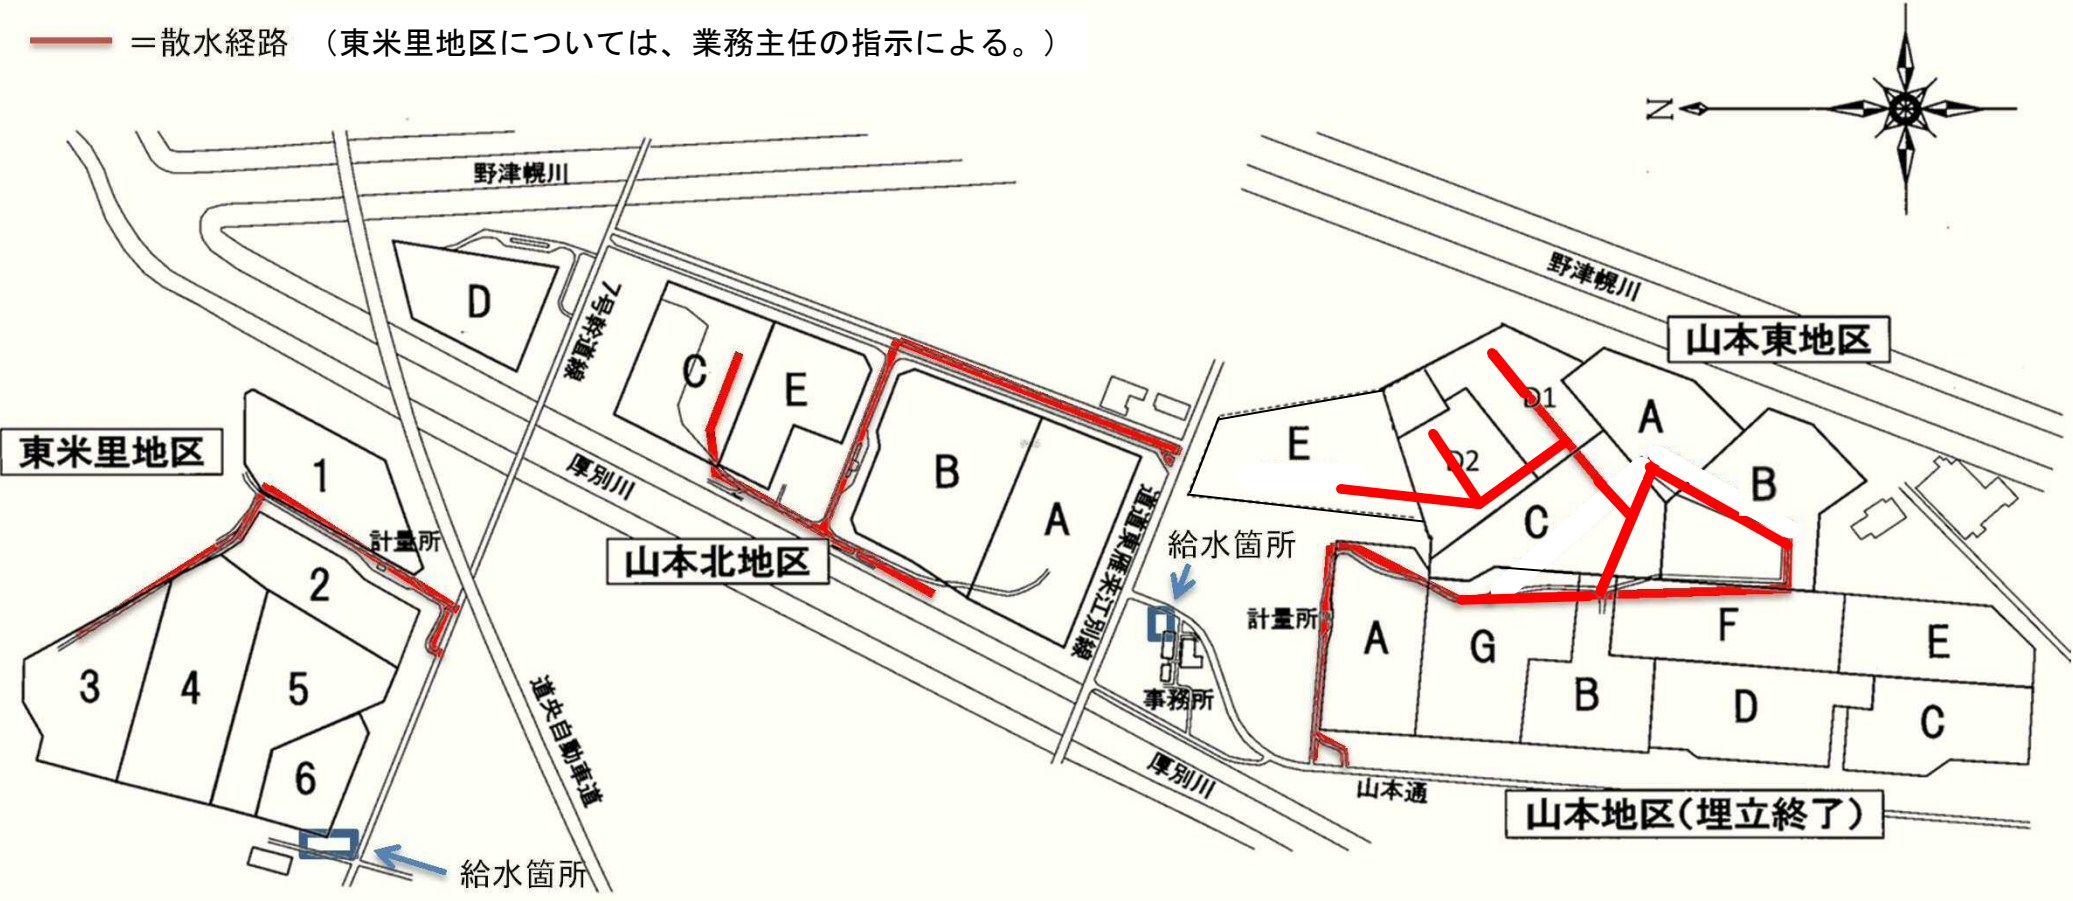 ＝散水経路　（東米里地区については、業務主任の指示による。）
N
野津幌川
野津幌川
山本東地区
D
7号幹道線
C
E
B
A
E
D1
D2
A
B
C
東米里地区
1
計量所
2
3
4
5
6
厚別川
山本北地区
道道東雁来江別線
給水箇所
計量所
事務所
A
G
B
F
E
D
C
道央自動車道
厚別川
山本通
山本地区(埋立終了)
給水箇所